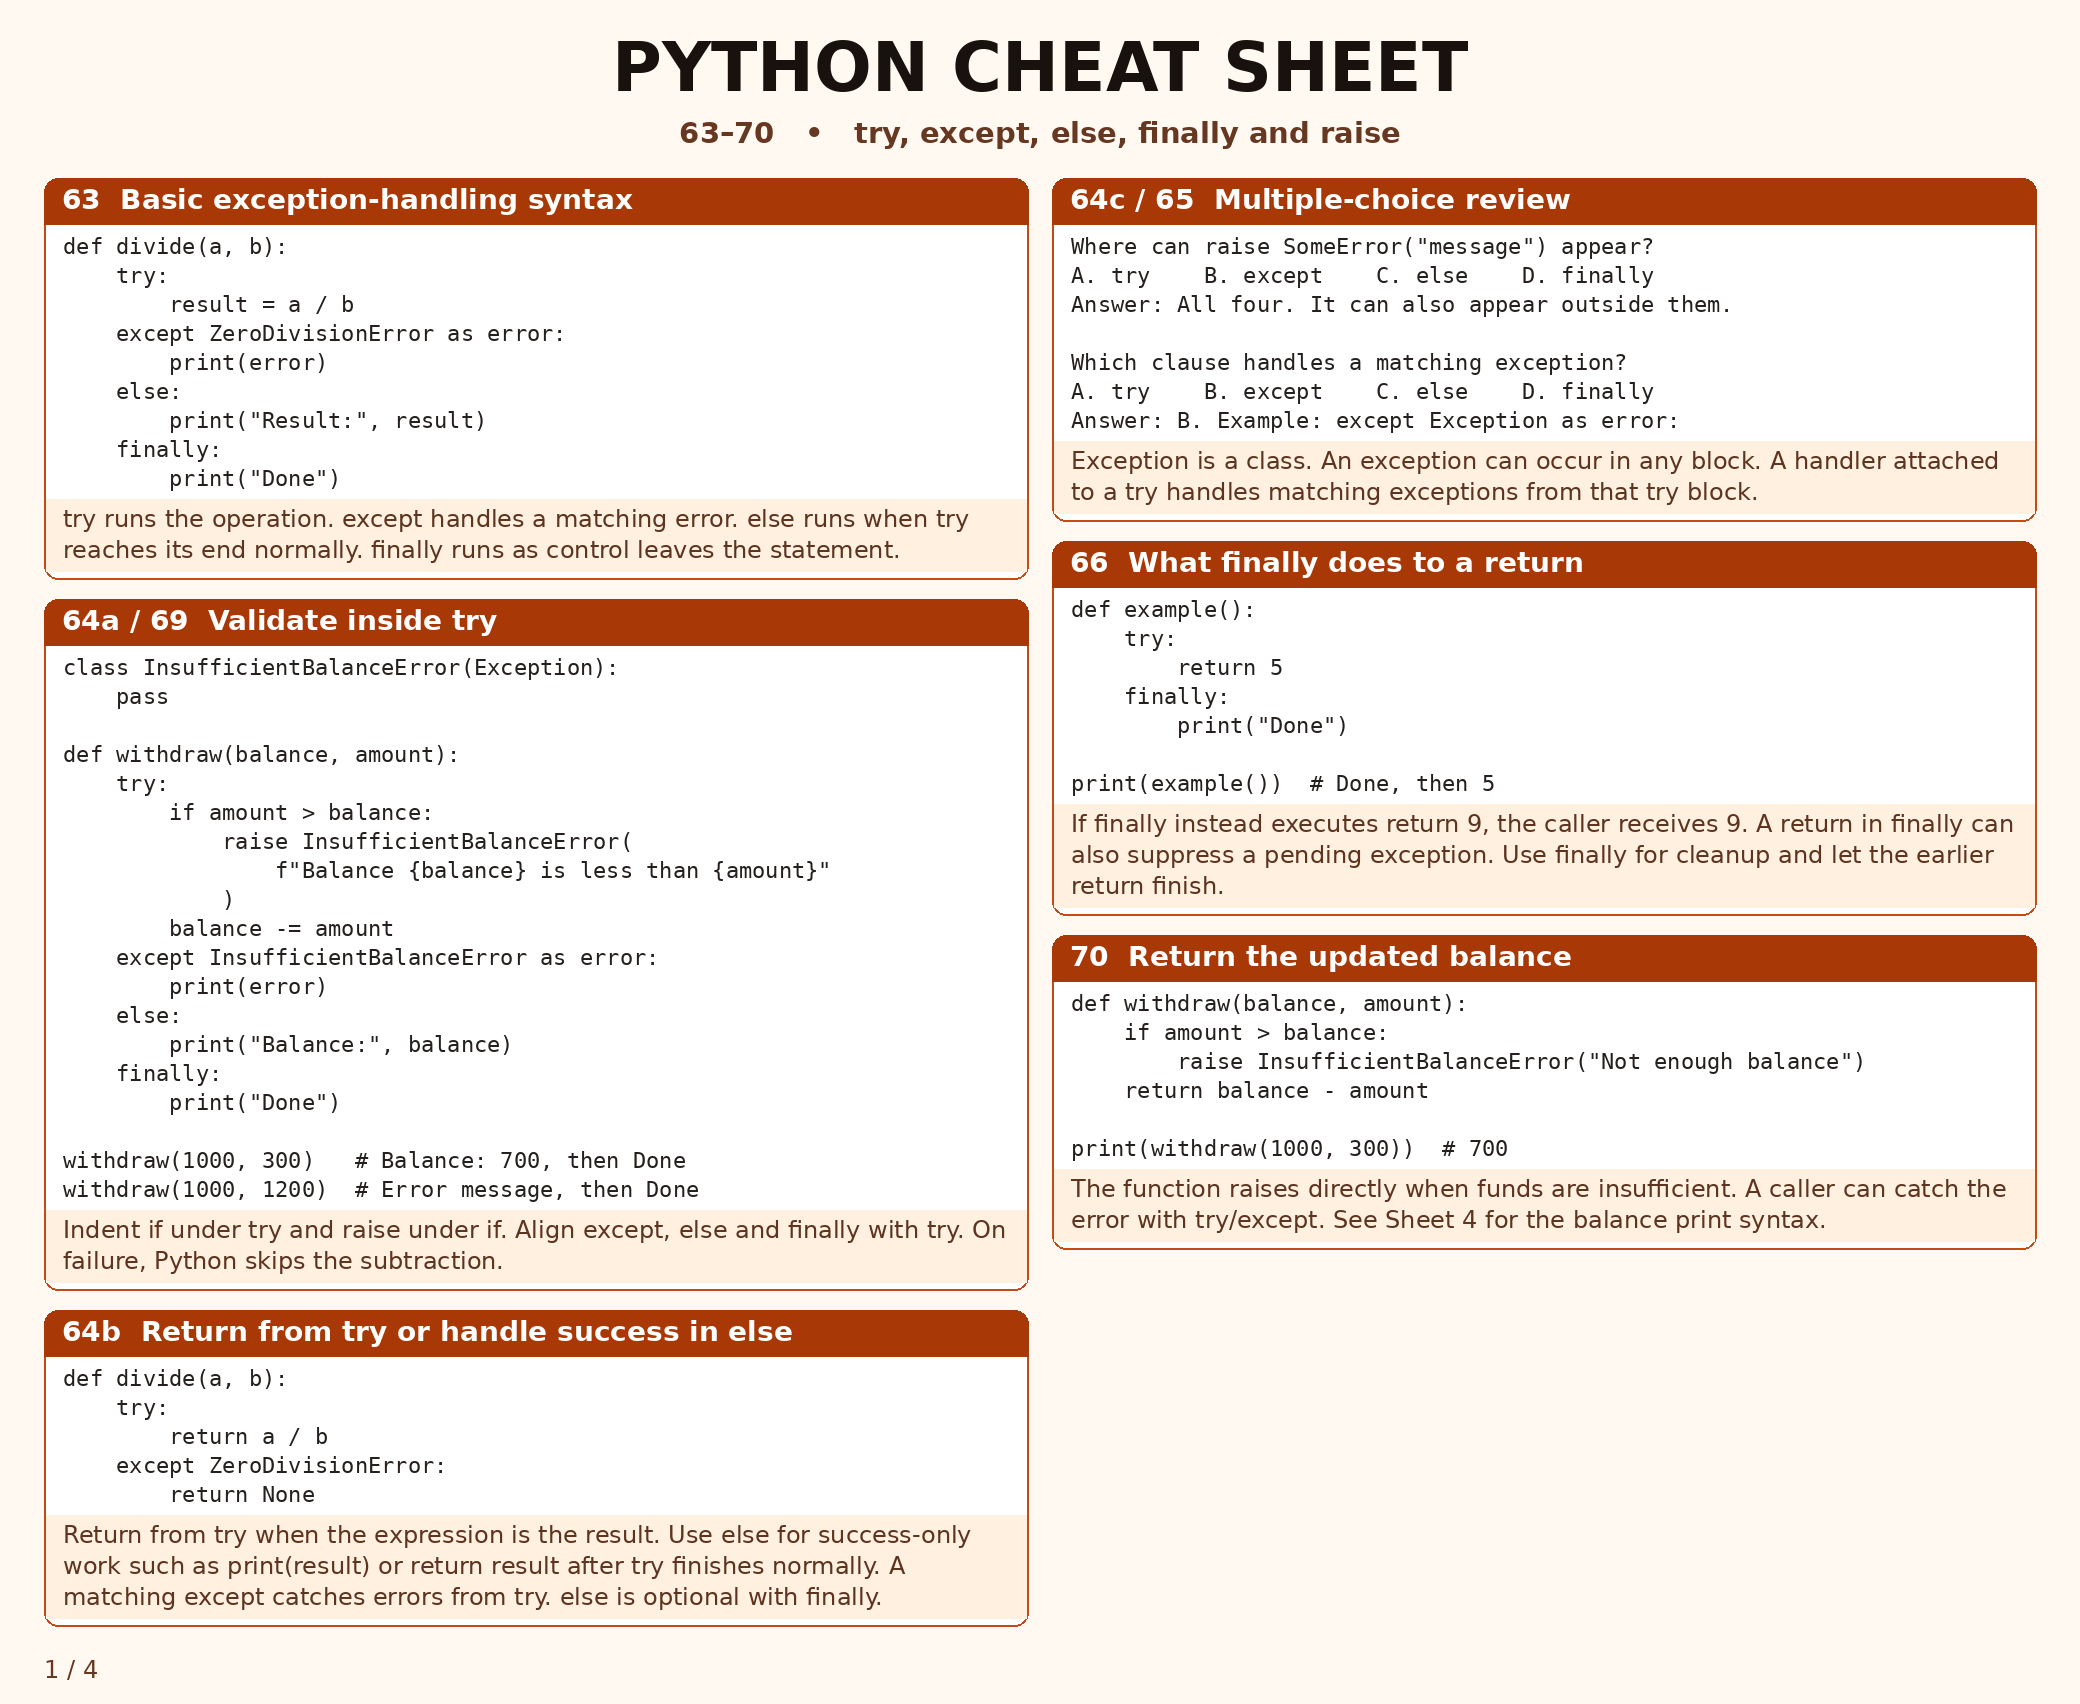 PYTHON CHEAT SHEET
63–70 • try, except, else, finally and raise
63 Basic exception-handling syntax
def divide(a, b):
    try:
        result = a / b
    except ZeroDivisionError as error:
        print(error)
    else:
        print("Result:", result)
    finally:
        print("Done")
try runs the operation. except handles a matching error. else runs when try
reaches its end normally. finally runs as control leaves the statement.
64a / 69 Validate inside try
class InsufficientBalanceError(Exception):
    pass

def withdraw(balance, amount):
    try:
        if amount > balance:
            raise InsufficientBalanceError(
                f"Balance {balance} is less than {amount}"
            )
        balance -= amount
    except InsufficientBalanceError as error:
        print(error)
    else:
        print("Balance:", balance)
    finally:
        print("Done")

withdraw(1000, 300)   # Balance: 700, then Done
withdraw(1000, 1200)  # Error message, then Done
Indent if under try and raise under if. Align except, else and finally with try. On
failure, Python skips the subtraction.
64b Return from try or handle success in else
def divide(a, b):
    try:
        return a / b
    except ZeroDivisionError:
        return None
Return from try when the expression is the result. Use else for success-only
work such as print(result) or return result after try finishes normally. A
matching except catches errors from try. else is optional with finally.
64c / 65 Multiple-choice review
Where can raise SomeError("message") appear?
A. try    B. except    C. else    D. finally
Answer: All four. It can also appear outside them.

Which clause handles a matching exception?
A. try    B. except    C. else    D. finally
Answer: B. Example: except Exception as error:
Exception is a class. An exception can occur in any block. A handler attached
to a try handles matching exceptions from that try block.
66 What finally does to a return
def example():
    try:
        return 5
    finally:
        print("Done")

print(example())  # Done, then 5
If finally instead executes return 9, the caller receives 9. A return in finally can
also suppress a pending exception. Use finally for cleanup and let the earlier
return finish.
70 Return the updated balance
def withdraw(balance, amount):
    if amount > balance:
        raise InsufficientBalanceError("Not enough balance")
    return balance - amount

print(withdraw(1000, 300))  # 700
The function raises directly when funds are insufficient. A caller can catch the
error with try/except. See Sheet 4 for the balance print syntax.
1 / 4